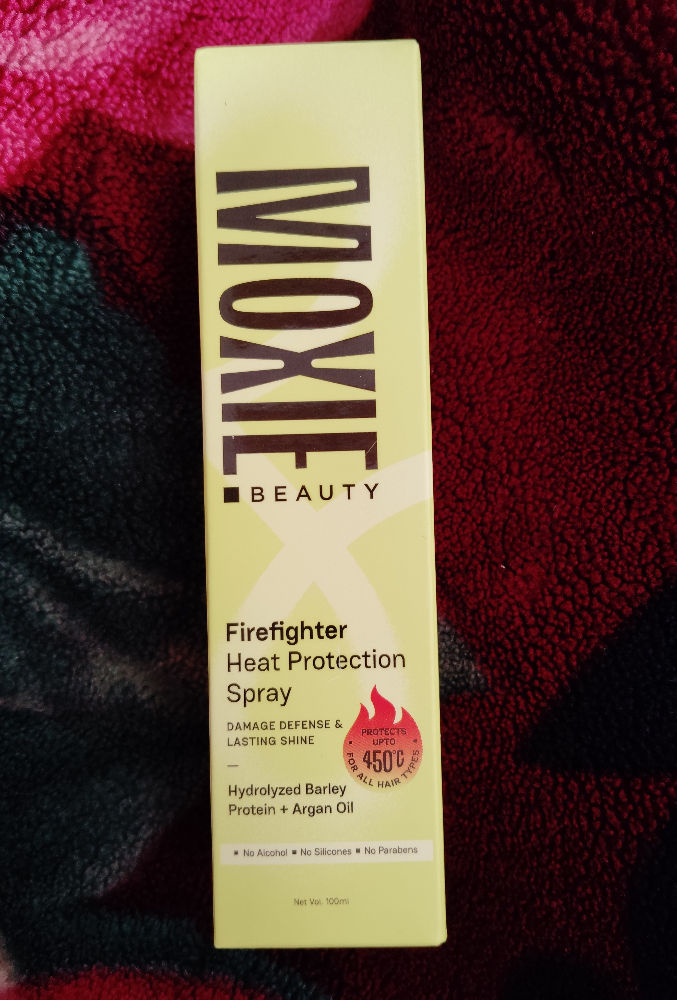 MOXIE
BEAUTY
Firefighter
Heat Protection
Spray
DAMAGE DEFENSE &
LASTING SHINE
—
Hydrolyzed Barley
Protein + Argan Oil
PROTECTS
UPTO
450°C
FOR ALL HAIR TYPES
▪ No Alcohol ▪ No Silicones ▪ No Parabens
Net Vol. 100ml